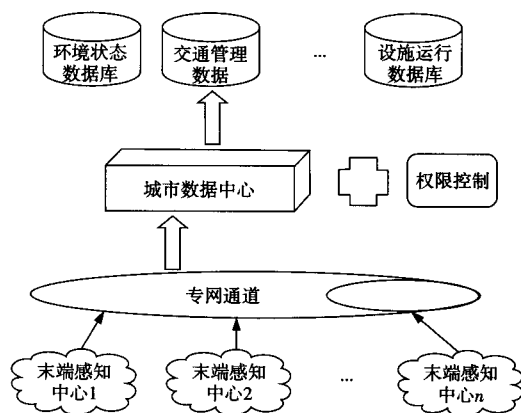 环境状态
数据库
交通管理
数据
...
设施运行
数据库
城市数据中心
权限控制
专网通道
末端感知
中心1
末端感知
中心2
...
末端感知
中心n